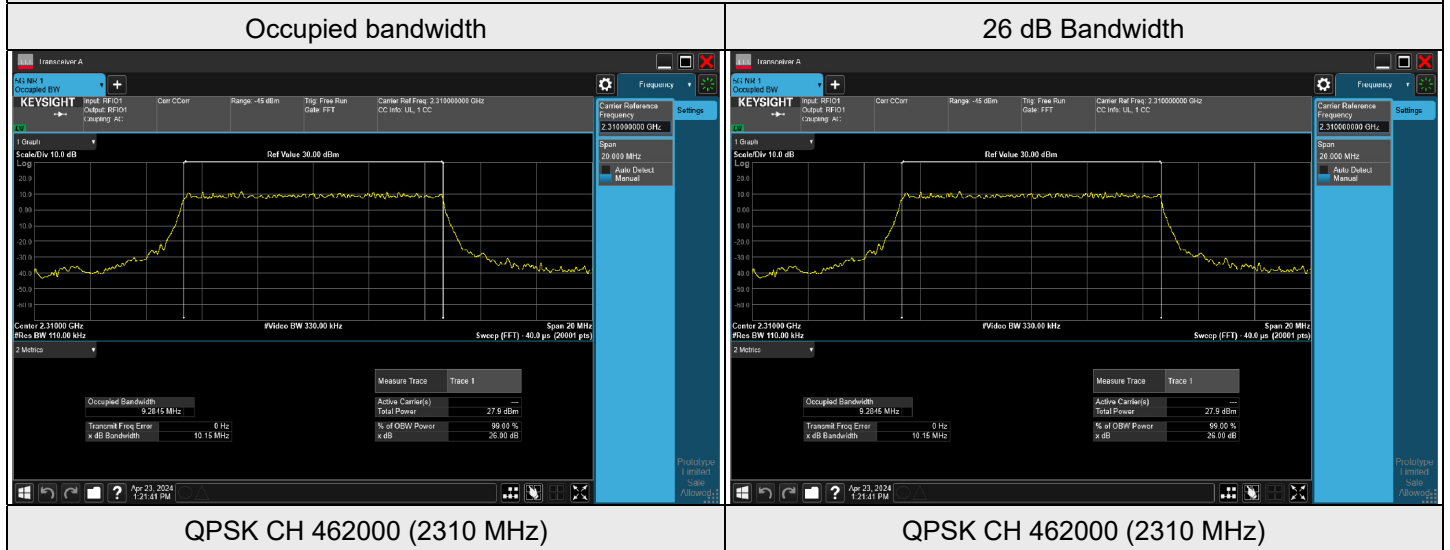 Occupied bandwidth
26 dB Bandwidth
Transceiver A
5G NR 1
Occupied BW
Frequency
KEYSIGHT
Input: RFIO1
Output: RFIO1
Coupling: AC
Corr CCorr
Range: -45 dBm
Trig: Free Run
Gate: FFT
Carrier Ref Freq: 2.310000000 GHz
CC Info: UL, 1 CC
Carrier Reference
Frequency
2.310000000 GHz
Settings
Span
20.000 MHz
Auto Detect
Manual
1 Graph
Scale/Div 10.0 dB
Ref Value 30.00 dBm
Log
20.0
10.0
0.00
-10.0
-20.0
-30.0
-40.0
-50.0
-60.0
Center 2.31000 GHz
#Video BW 330.00 kHz
Span 20 MHz
#Res BW 110.00 kHz
Sweep (FFT) ~40.0 µs (20001 pts)
2 Metrics
Measure Trace Trace 1
Occupied Bandwidth
9.2845 MHz
Active Carrier(s) ---
Total Power 27.9 dBm
Transmit Freq Error 0 Hz
x dB Bandwidth 10.15 MHz
% of OBW Power 99.00 %
x dB 26.00 dB
Prototype
Limited
Sale
Allowed
Apr 23, 2024
1:21:41 PM
Transceiver A
5G NR 1
Occupied BW
Frequency
KEYSIGHT
Input: RFIO1
Output: RFIO1
Coupling: AC
Corr CCorr
Range: -45 dBm
Trig: Free Run
Gate: FFT
Carrier Ref Freq: 2.310000000 GHz
CC Info: UL, 1 CC
Carrier Reference
Frequency
2.310000000 GHz
Settings
Span
20.000 MHz
Auto Detect
Manual
1 Graph
Scale/Div 10.0 dB
Ref Value 30.00 dBm
Log
20.0
10.0
0.00
-10.0
-20.0
-30.0
-40.0
-50.0
-60.0
Center 2.31000 GHz
#Video BW 330.00 kHz
Span 20 MHz
#Res BW 110.00 kHz
Sweep (FFT) ~40.0 µs (20001 pts)
2 Metrics
Measure Trace Trace 1
Occupied Bandwidth
9.2845 MHz
Active Carrier(s) ---
Total Power 27.9 dBm
Transmit Freq Error 0 Hz
x dB Bandwidth 10.15 MHz
% of OBW Power 99.00 %
x dB 26.00 dB
Prototype
Limited
Sale
Allowed
Apr 23, 2024
1:21:41 PM
QPSK CH 462000 (2310 MHz)
QPSK CH 462000 (2310 MHz)